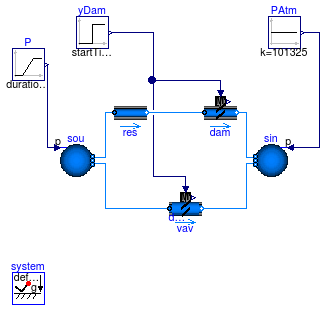 yDam
PAtm
P
startTi...
k=101325
duratio...
p
sou
res
dam
sin
p
M
M
d...
vav
system
def...
g